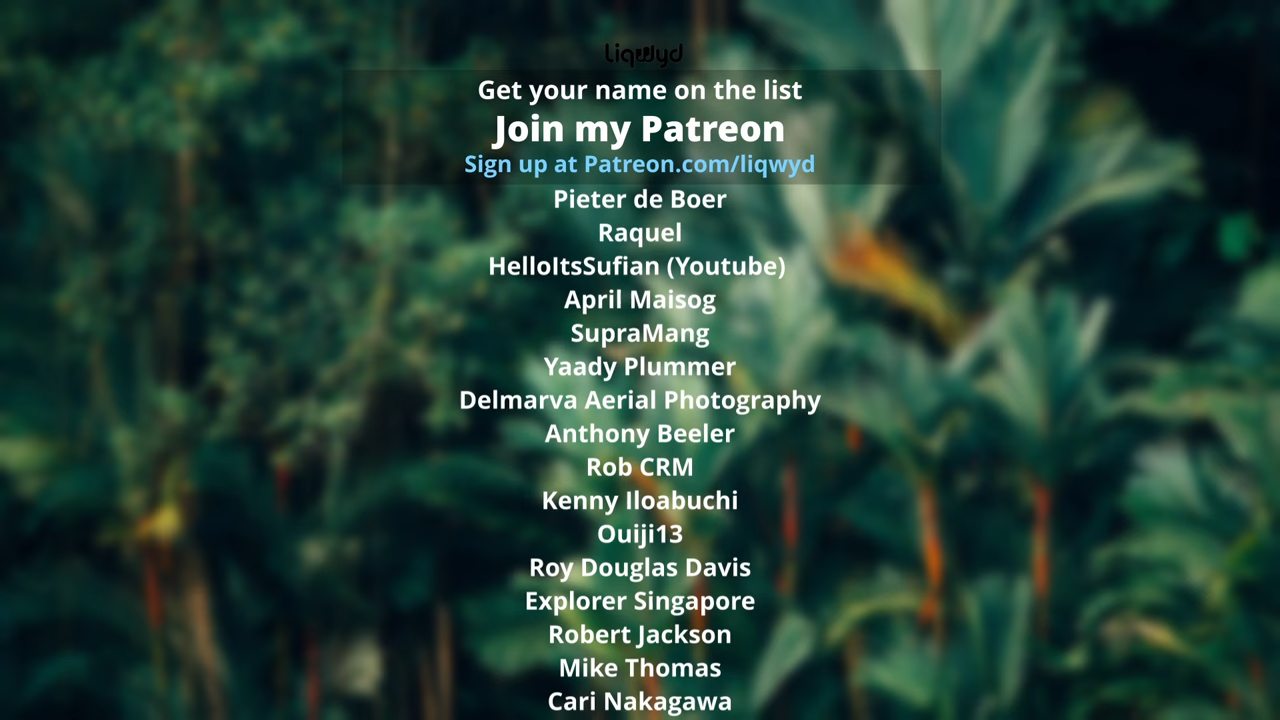 liqwyd
Get your name on the list
Join my Patreon
Sign up at Patreon.com/liqwyd
Pieter de Boer
Raquel
HelloItsSufian (Youtube)
April Maisog
SupraMang
Yaady Plummer
Delmarva Aerial Photography
Anthony Beeler
Rob CRM
Kenny Iloabuchi
Ouiji13
Roy Douglas Davis
Explorer Singapore
Robert Jackson
Mike Thomas
Cari Nakagawa